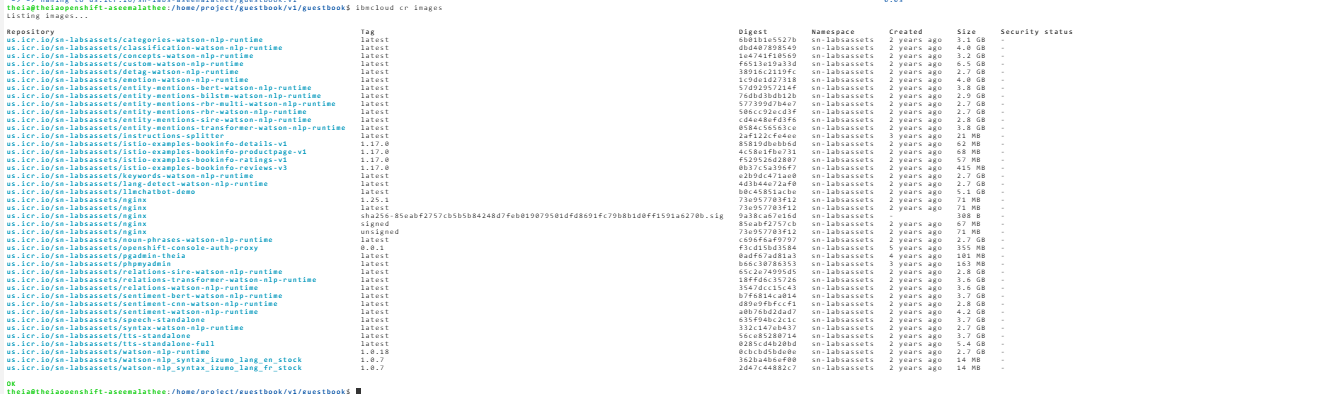 theia@theiaopenshift-aseemalathee:/home/project/guestbook/v1/guestbook$ ibmcloud cr images
Listing images...
Repository Tag Digest Namespace Created Size Security status
us.icr.io/sn-labsassets/categories-watson-nlp-runtime latest 6b01b1e5527b sn-labsassets 2 years ago 3.1 GB -
us.icr.io/sn-labsassets/classification-watson-nlp-runtime latest dbd407898549 sn-labsassets 2 years ago 4.0 GB -
us.icr.io/sn-labsassets/concepts-watson-nlp-runtime latest 1e4741f10569 sn-labsassets 2 years ago 3.2 GB -
us.icr.io/sn-labsassets/custom-watson-nlp-runtime latest f6513e19a33d sn-labsassets 2 years ago 6.5 GB -
us.icr.io/sn-labsassets/detag-watson-nlp-runtime latest 38916c2119fc sn-labsassets 2 years ago 2.7 GB -
us.icr.io/sn-labsassets/emotion-watson-nlp-runtime latest 1c9de1d27318 sn-labsassets 2 years ago 4.0 GB -
us.icr.io/sn-labsassets/entity-mentions-bert-watson-nlp-runtime latest 57d92957214f sn-labsassets 2 years ago 3.8 GB -
us.icr.io/sn-labsassets/entity-mentions-bilstm-watson-nlp-runtime latest 76dbd3bdb12b sn-labsassets 2 years ago 2.9 GB -
us.icr.io/sn-labsassets/entity-mentions-rbr-multi-watson-nlp-runtime latest 577399d7b4e7 sn-labsassets 2 years ago 2.7 GB -
us.icr.io/sn-labsassets/entity-mentions-rbr-watson-nlp-runtime latest 506cc92ecd3f sn-labsassets 2 years ago 2.7 GB -
us.icr.io/sn-labsassets/entity-mentions-sire-watson-nlp-runtime latest cd4e48efd3f6 sn-labsassets 2 years ago 2.8 GB -
us.icr.io/sn-labsassets/entity-mentions-transformer-watson-nlp-runtime latest 0584c56563ce sn-labsassets 2 years ago 3.8 GB -
us.icr.io/sn-labsassets/instructions-splitter latest 2af122cfe4ee sn-labsassets 3 years ago 21 MB -
us.icr.io/sn-labsassets/istio-examples-bookinfo-details-v1 1.17.0 85819dbebb6d sn-labsassets 2 years ago 62 MB -
us.icr.io/sn-labsassets/istio-examples-bookinfo-productpage-v1 1.17.0 4c58e1fbe731 sn-labsassets 2 years ago 68 MB -
us.icr.io/sn-labsassets/istio-examples-bookinfo-ratings-v1 1.17.0 f529526d2807 sn-labsassets 2 years ago 57 MB -
us.icr.io/sn-labsassets/istio-examples-bookinfo-reviews-v3 1.17.0 0b37c5a396f7 sn-labsassets 2 years ago 415 MB -
us.icr.io/sn-labsassets/keywords-watson-nlp-runtime latest e2b9dc471ae0 sn-labsassets 2 years ago 2.7 GB -
us.icr.io/sn-labsassets/lang-detect-watson-nlp-runtime latest 4d3b44e72af0 sn-labsassets 2 years ago 2.7 GB -
us.icr.io/sn-labsassets/llmchatbot-demo latest b0c45851acbe sn-labsassets 2 years ago 5.1 GB -
us.icr.io/sn-labsassets/nginx 1.25.1 73e957703f12 sn-labsassets 2 years ago 71 MB -
us.icr.io/sn-labsassets/nginx latest 73e957703f12 sn-labsassets 2 years ago 71 MB -
us.icr.io/sn-labsassets/nginx sha256-85eabf2757cb5b5b84248d7feb019079501dfd8691fc79b8b1d0ff1591a6270b.sig 9a38ca67e16d sn-labsassets - 308 B -
us.icr.io/sn-labsassets/nginx signed 85eabf2757cb sn-labsassets 2 years ago 67 MB -
us.icr.io/sn-labsassets/nginx unsigned 73e957703f12 sn-labsassets 2 years ago 71 MB -
us.icr.io/sn-labsassets/noun-phrases-watson-nlp-runtime latest c696f6af9797 sn-labsassets 2 years ago 2.7 GB -
us.icr.io/sn-labsassets/openshift-console-auth-proxy 0.0.1 f3cd15bd3584 sn-labsassets 5 years ago 355 MB -
us.icr.io/sn-labsassets/pgadmin-theia latest 0adf67ad81a3 sn-labsassets 4 years ago 101 MB -
us.icr.io/sn-labsassets/phpmyadmin latest b66c30786353 sn-labsassets 3 years ago 163 MB -
us.icr.io/sn-labsassets/relations-sire-watson-nlp-runtime latest 65c2e74995d5 sn-labsassets 2 years ago 2.8 GB -
us.icr.io/sn-labsassets/relations-transformer-watson-nlp-runtime latest 18ffd6c35726 sn-labsassets 2 years ago 3.6 GB -
us.icr.io/sn-labsassets/relations-watson-nlp-runtime latest 3547dcc15c43 sn-labsassets 2 years ago 3.6 GB -
us.icr.io/sn-labsassets/sentiment-bert-watson-nlp-runtime latest b7f6814ca014 sn-labsassets 2 years ago 3.7 GB -
us.icr.io/sn-labsassets/sentiment-cnn-watson-nlp-runtime latest d89e9fbfccf1 sn-labsassets 2 years ago 2.8 GB -
us.icr.io/sn-labsassets/sentiment-watson-nlp-runtime latest a0b76bd2dad7 sn-labsassets 2 years ago 4.2 GB -
us.icr.io/sn-labsassets/speech-standalone latest 635f94bc2c1c sn-labsassets 2 years ago 3.7 GB -
us.icr.io/sn-labsassets/syntax-watson-nlp-runtime latest 332c147eb437 sn-labsassets 2 years ago 2.7 GB -
us.icr.io/sn-labsassets/tts-standalone latest 56ce85280714 sn-labsassets 2 years ago 3.7 GB -
us.icr.io/sn-labsassets/tts-standalone-full latest 0285cd4b20bd sn-labsassets 2 years ago 5.4 GB -
us.icr.io/sn-labsassets/watson-nlp-runtime 1.0.18 0cbcbd5bde0e sn-labsassets 2 years ago 2.7 GB -
us.icr.io/sn-labsassets/watson-nlp_syntax_izumo_lang_en_stock 1.0.7 362ba4b6ef00 sn-labsassets 2 years ago 14 MB -
us.icr.io/sn-labsassets/watson-nlp_syntax_izumo_lang_fr_stock 1.0.7 2d47c44882c7 sn-labsassets 2 years ago 14 MB -
OK
theia@theiaopenshift-aseemalathee:/home/project/guestbook/v1/guestbook$